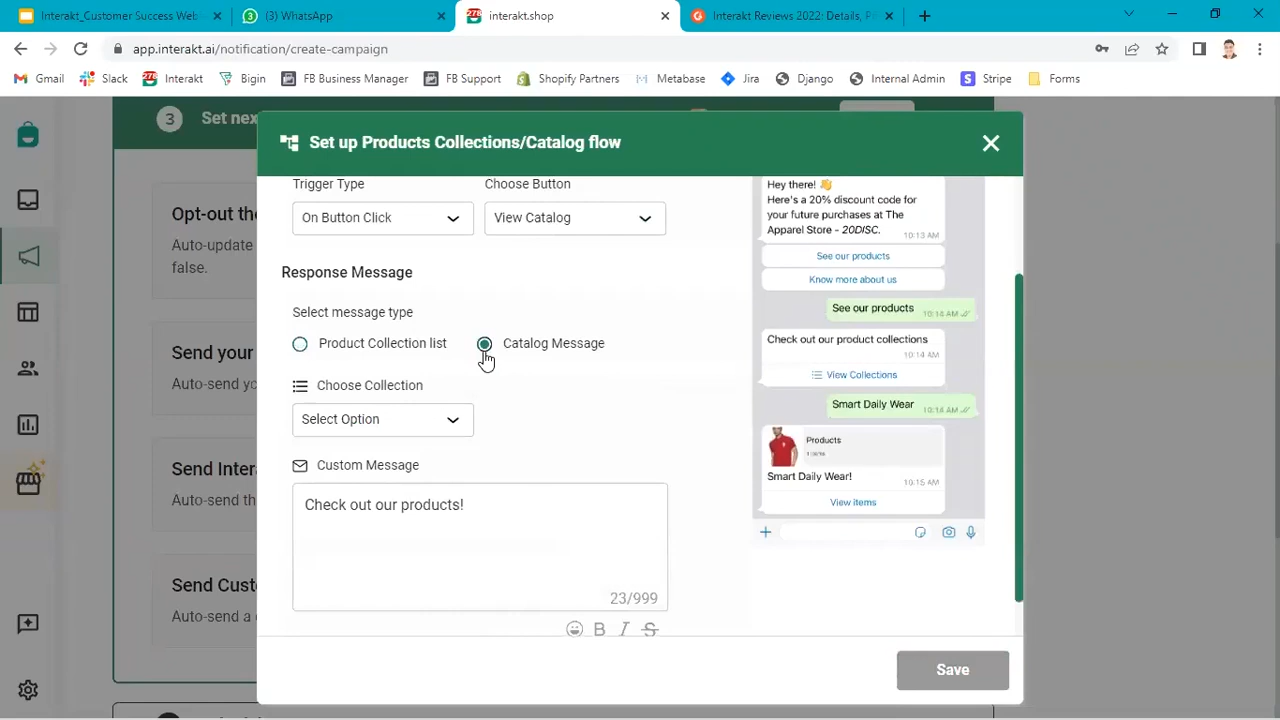 Interakt_Customer Success Web
(3) WhatsApp
interakt.shop
Interakt Reviews 2022: Details, P
app.interakt.ai/notification/create-campaign
Gmail
Slack
Interakt
Bigin
FB Business Manager
FB Support
Shopify Partners
Metabase
Jira
Django
Internal Admin
Stripe
Forms
3 Set nex
Set up Products Collections/Catalog flow
Opt-out the
Auto-update
false.
Send your
Auto-send yo
Send Inter
Auto-send th
Send Custo
Auto-send a c
Trigger Type
Choose Button
On Button Click
View Catalog
Response Message
Select message type
Product Collection list
Catalog Message
Choose Collection
Select Option
Custom Message
Check out our products!
23/999
B I S
Hey there! 👋
Here's a 20% discount code for
your future purchases at The
Apparel Store - 20DISC.
10:13 AM
See our products
Know more about us
See our products
10:14 AM
Check out our product collections
10:14 AM
View Collections
Smart Daily Wear
10:14 AM
Products
Smart Daily Wear!
10:15 AM
View items
Save